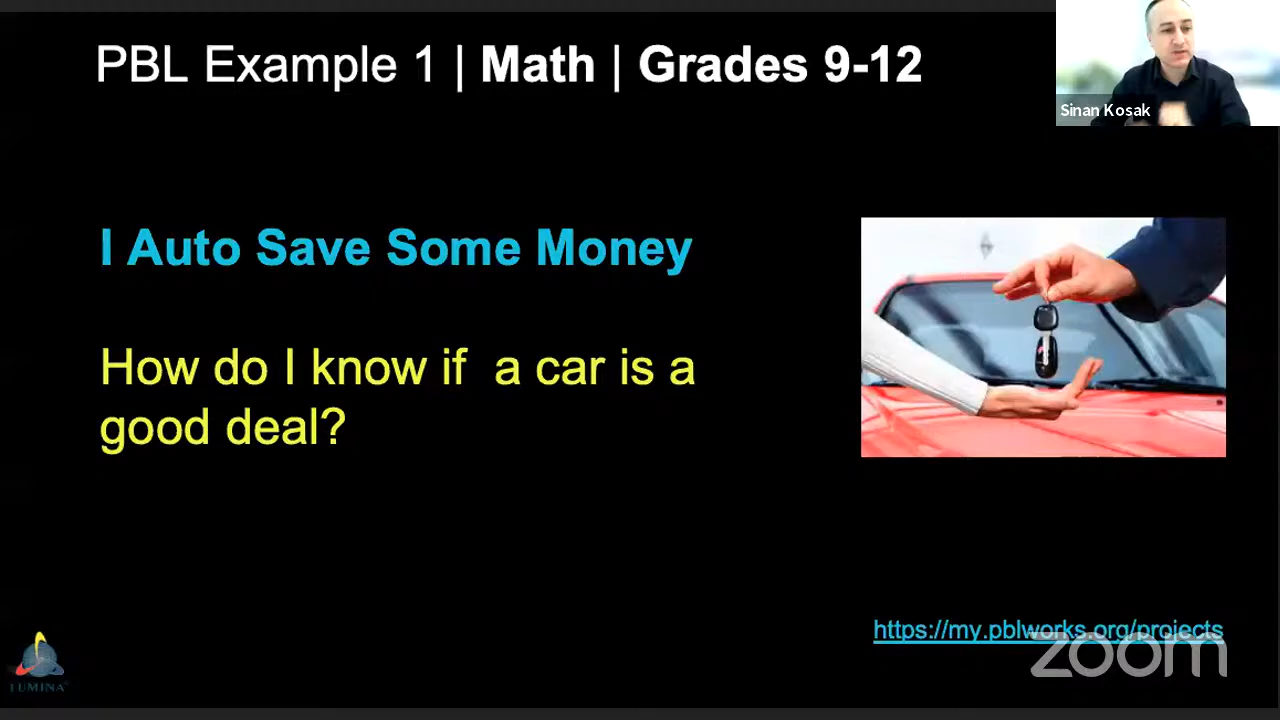 PBL Example 1 | Math | Grades 9-12
Sinan Kosak
I Auto Save Some Money
How do I know if  a car is a
good deal?
https://my.pblworks.org/projects
zoom
LUMINA